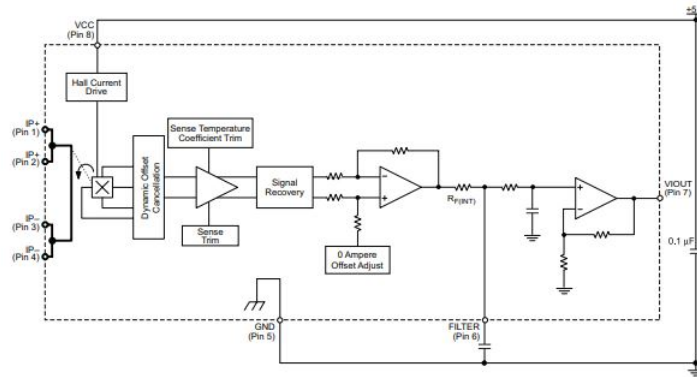 +5
VCC
(Pin 8)
Hall Current
Drive
IP+
(Pin 1)
IP+
(Pin 2)
IP−
(Pin 3)
IP−
(Pin 4)
Dynamic Offset
Cancellation
Sense Temperature
Coefficient Trim
Sense
Trim
Signal
Recovery
0 Ampere
Offset Adjust
−
+
RF(INT)
+
−
VIOUT
(Pin 7)
0.1 µF
GND
(Pin 5)
FILTER
(Pin 6)